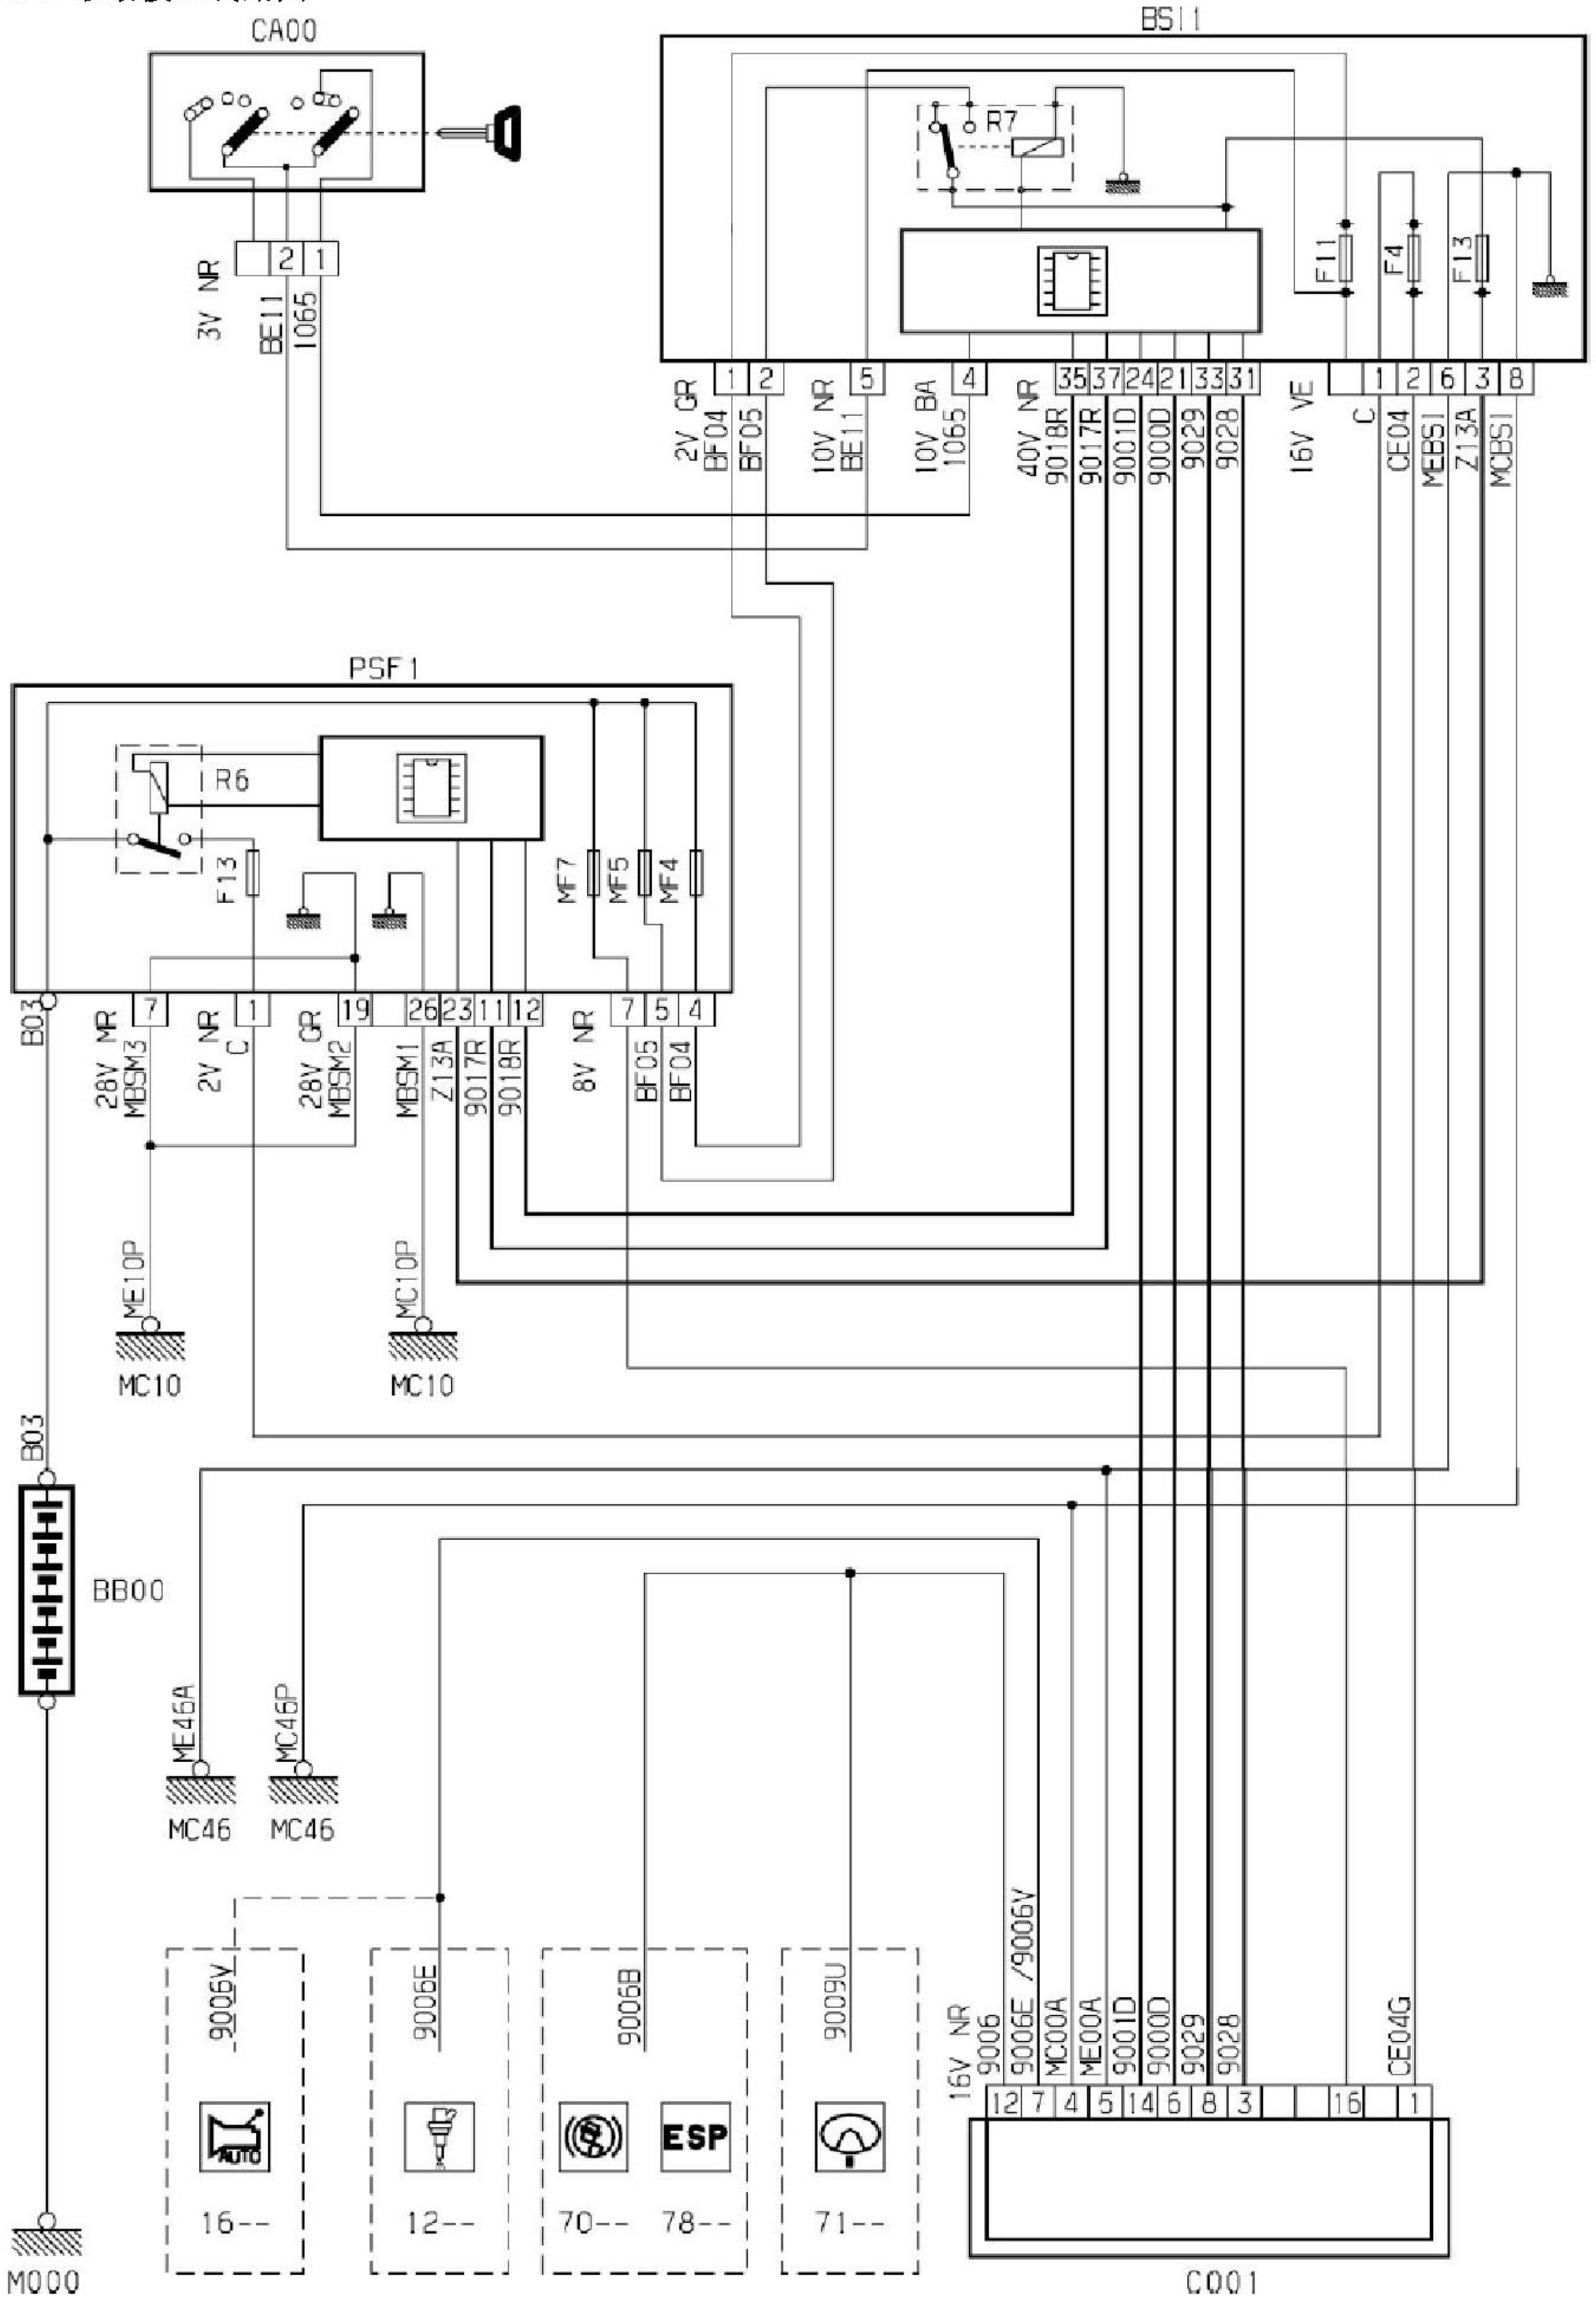 CA00
BSI1
R7
F11
F4
F13
2
1
3V NR
BE11
1065
1
2
5
4
35
37
24
21
33
31
1
2
6
3
8
2V GR
BF04
BF05
10V NR
BE11
10V BA
1065
40V NR
9018R
9017R
9001D
9000D
9029
9028
16V VE
C
CE04
MEBSI
Z13A
MCBSI
PSF1
R6
F13
MF7
MF5
MF4
B03
7
1
19
26
23
11
12
7
5
4
28V MR
MBSM3
2V NR
C
28V GR
MBSM2
MBSM1
Z13A
9017R
9018R
8V NR
BF05
BF04
ME10P
MC10P
MC10
MC10
B03
BB00
ME46A
MC46P
MC46
MC46
9006V
9006E
9006B
9009U
16V NR
9006
9006E /9006V
MC00A
ME00A
9001D
9000D
9029
9028
CE04G
12
7
4
5
14
6
8
3
16
1
AUTO
ESP
16--
12--
70--
78--
71--
M000
C001